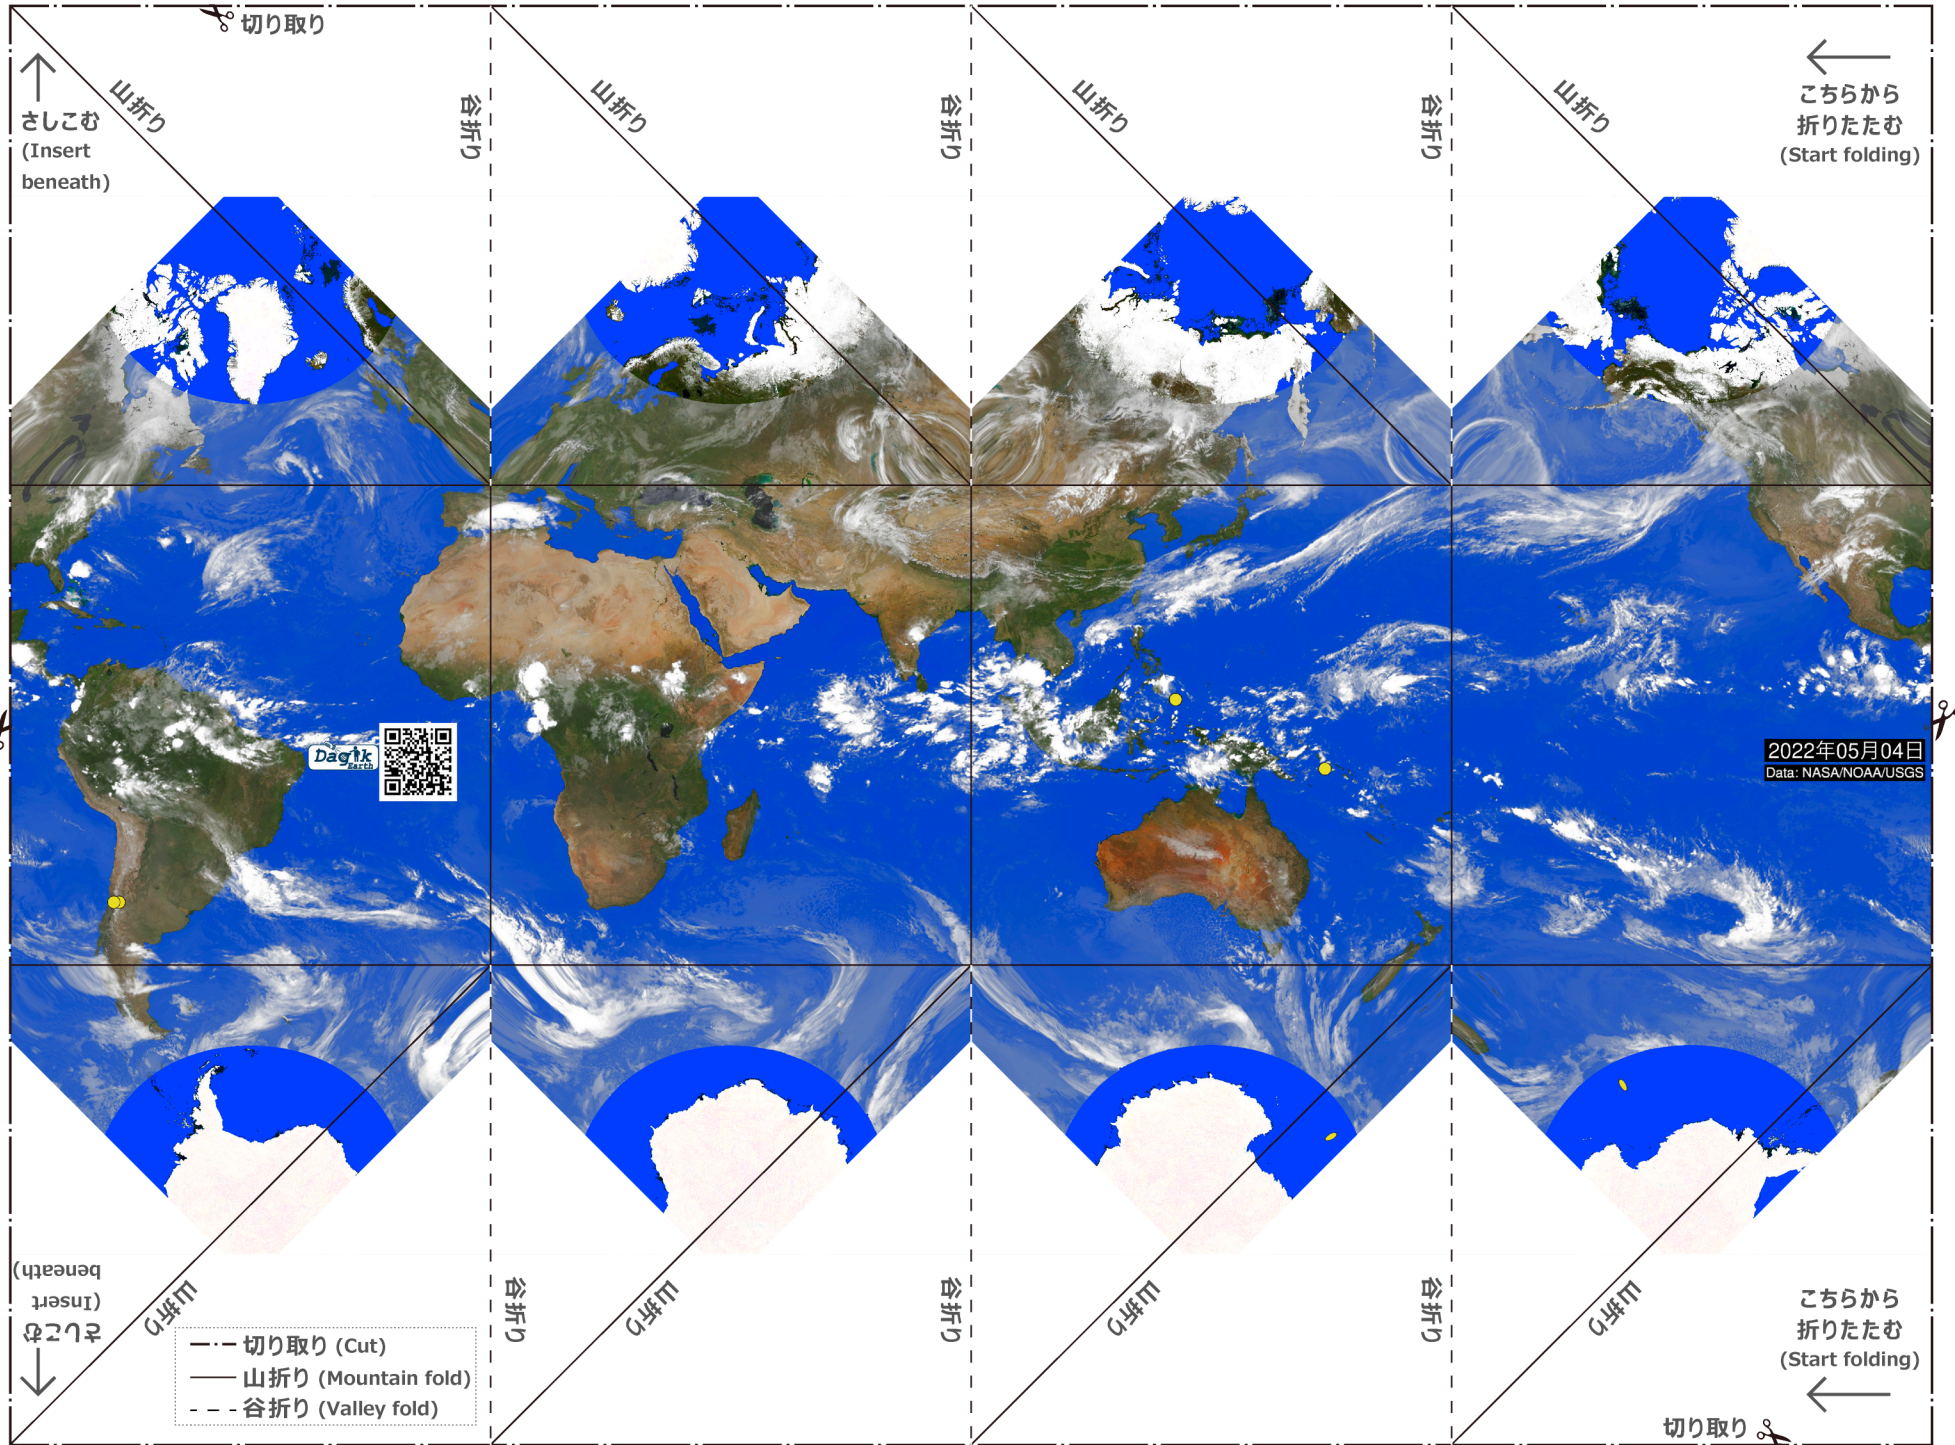 切り取り
さしこむ
(Insert
beneath)
山折り
谷折り
山折り
谷折り
山折り
谷折り
山折り
こちらから
折りたたむ
(Start folding)
Dagik
Earth
2022年05月04日
Data: NASA/NOAA/USGS
さしこむ
(Insert
beneath)
山折り
谷折り
山折り
谷折り
山折り
谷折り
山折り
こちらから
折りたたむ
(Start folding)
切り取り (Cut)
山折り (Mountain fold)
谷折り (Valley fold)
切り取り